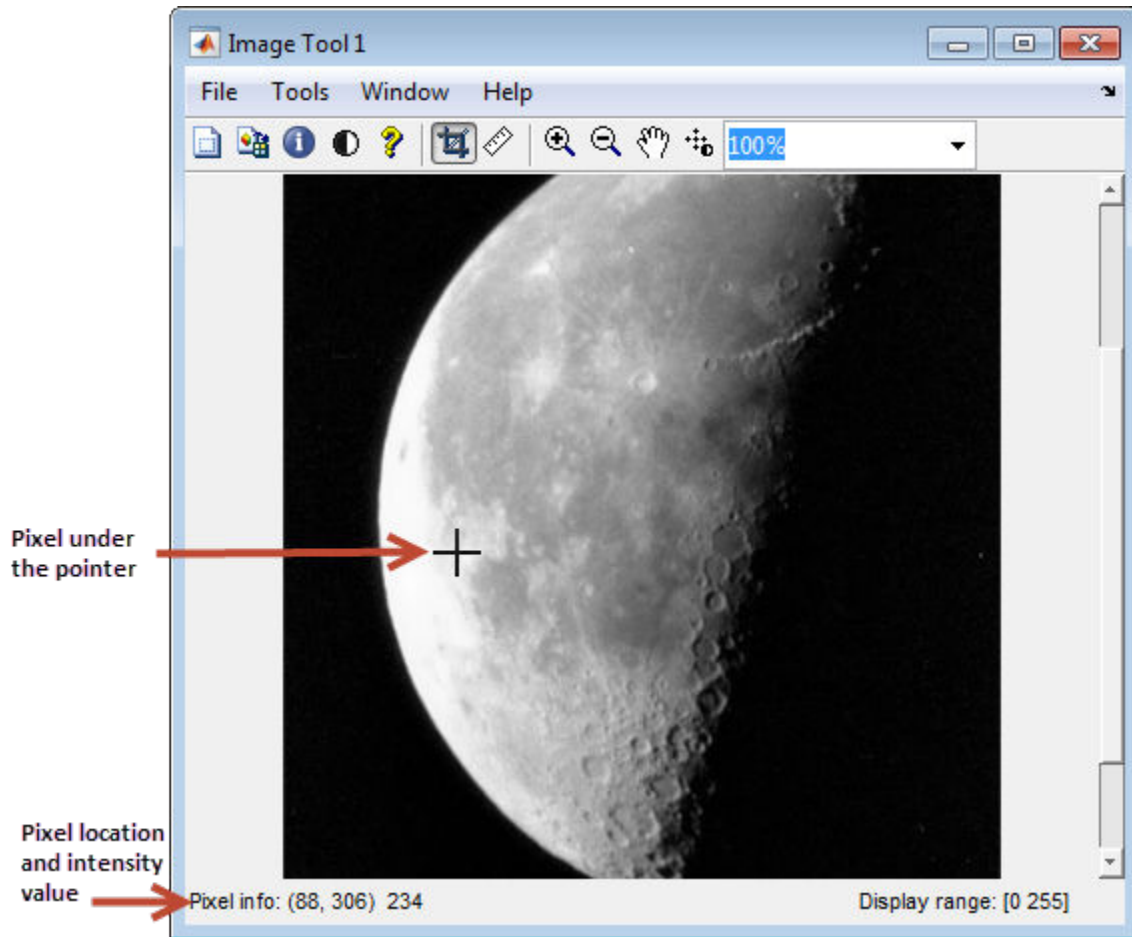 Image Tool 1
File Tools Window Help
100%
Pixel under
the pointer
Pixel location
and intensity
value
Pixel info: (88, 306) 234
Display range: [0 255]